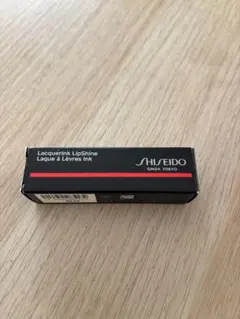 LacquerInk LipShine
Laque à Lèvres Ink
SHISEIDO
GINZA TOKYO